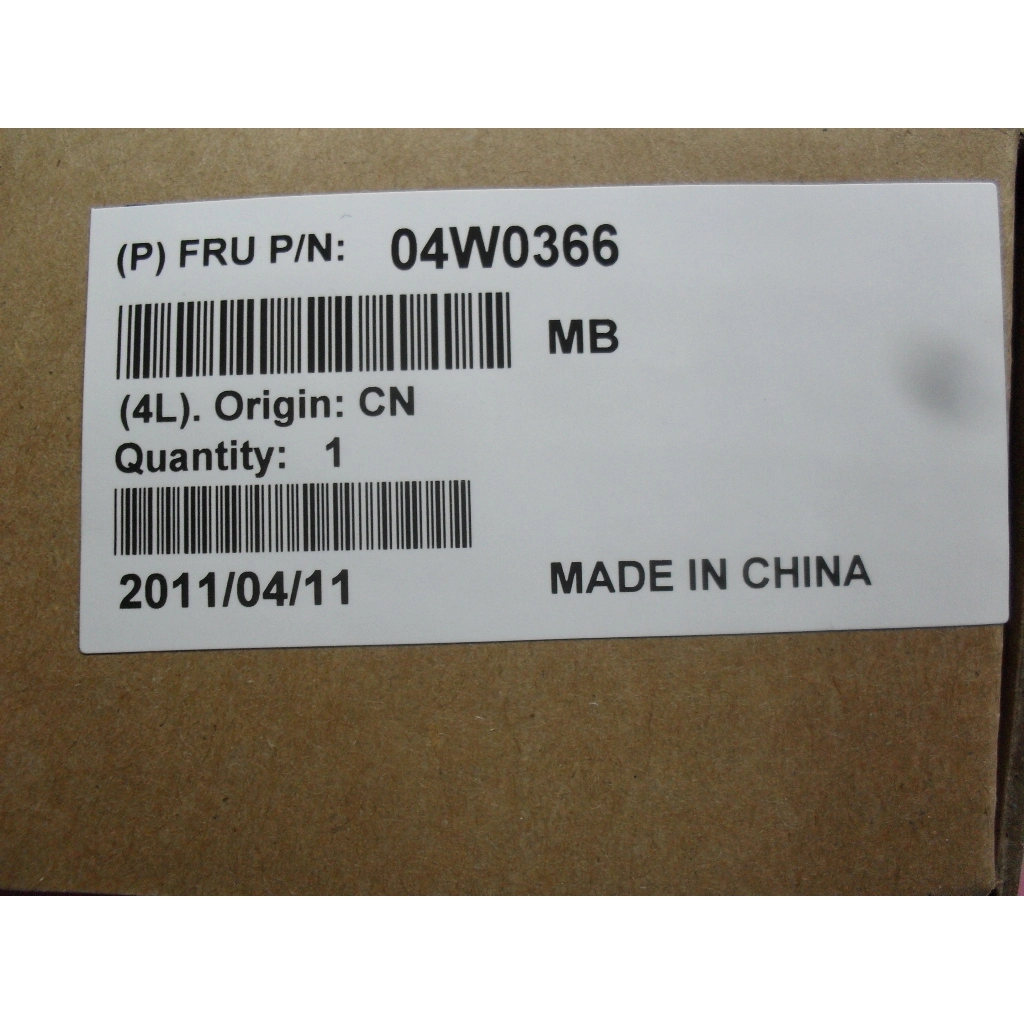 (P) FRU P/N: 04W0366
MB
(4L). Origin: CN
Quantity: 1
2011/04/11 MADE IN CHINA